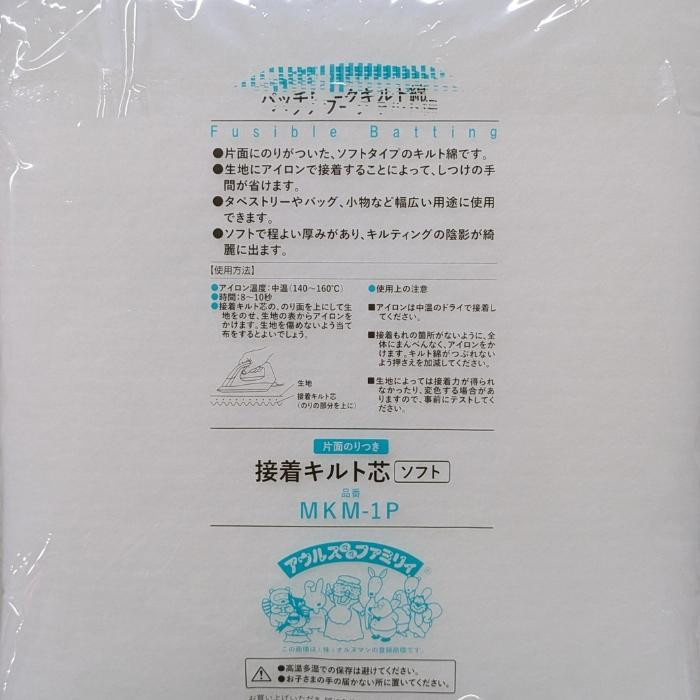 パッチワークキルト綿
Fusible Batting
●片面にのりがついた、ソフトタイプのキルト綿です。
●生地にアイロンで接着することによって、しつけの手
間が省けます。
●タペストリーやバッグ、小物など幅広い用途に使用
できます。
●ソフトで程よい厚みがあり、キルティングの陰影が綺
麗に出ます。
【使用方法】
●アイロン温度:中温(140〜160℃)
●時間:8〜10秒
●接着キルト芯の、のり面を上にして生
地をのせ、生地の表からアイロンを
かけます。生地を傷めないよう当て
布をするとよいでしょう。
生地
接着キルト芯
(のりの部分を上に)
●使用上の注意
■アイロンは中温のドライで接着し
てください。
■接着もれの箇所がないように、全
体にまんべんなく、アイロンをか
けます。キルト綿がつぶれない
よう押さえを加減してください。
■生地によっては接着力が得られ
なかったり、変色する場合があ
りますので、事前にテストしてく
ださい。
片面のりつき
接着キルト芯 ソフト
品番
MKM-1P
アウルスのファミリィ
®
この商標は(株)オルヌマンの登録商標です。
●高温多湿での保存は避けてください。
●お子さまの手の届かない所に置いてください。